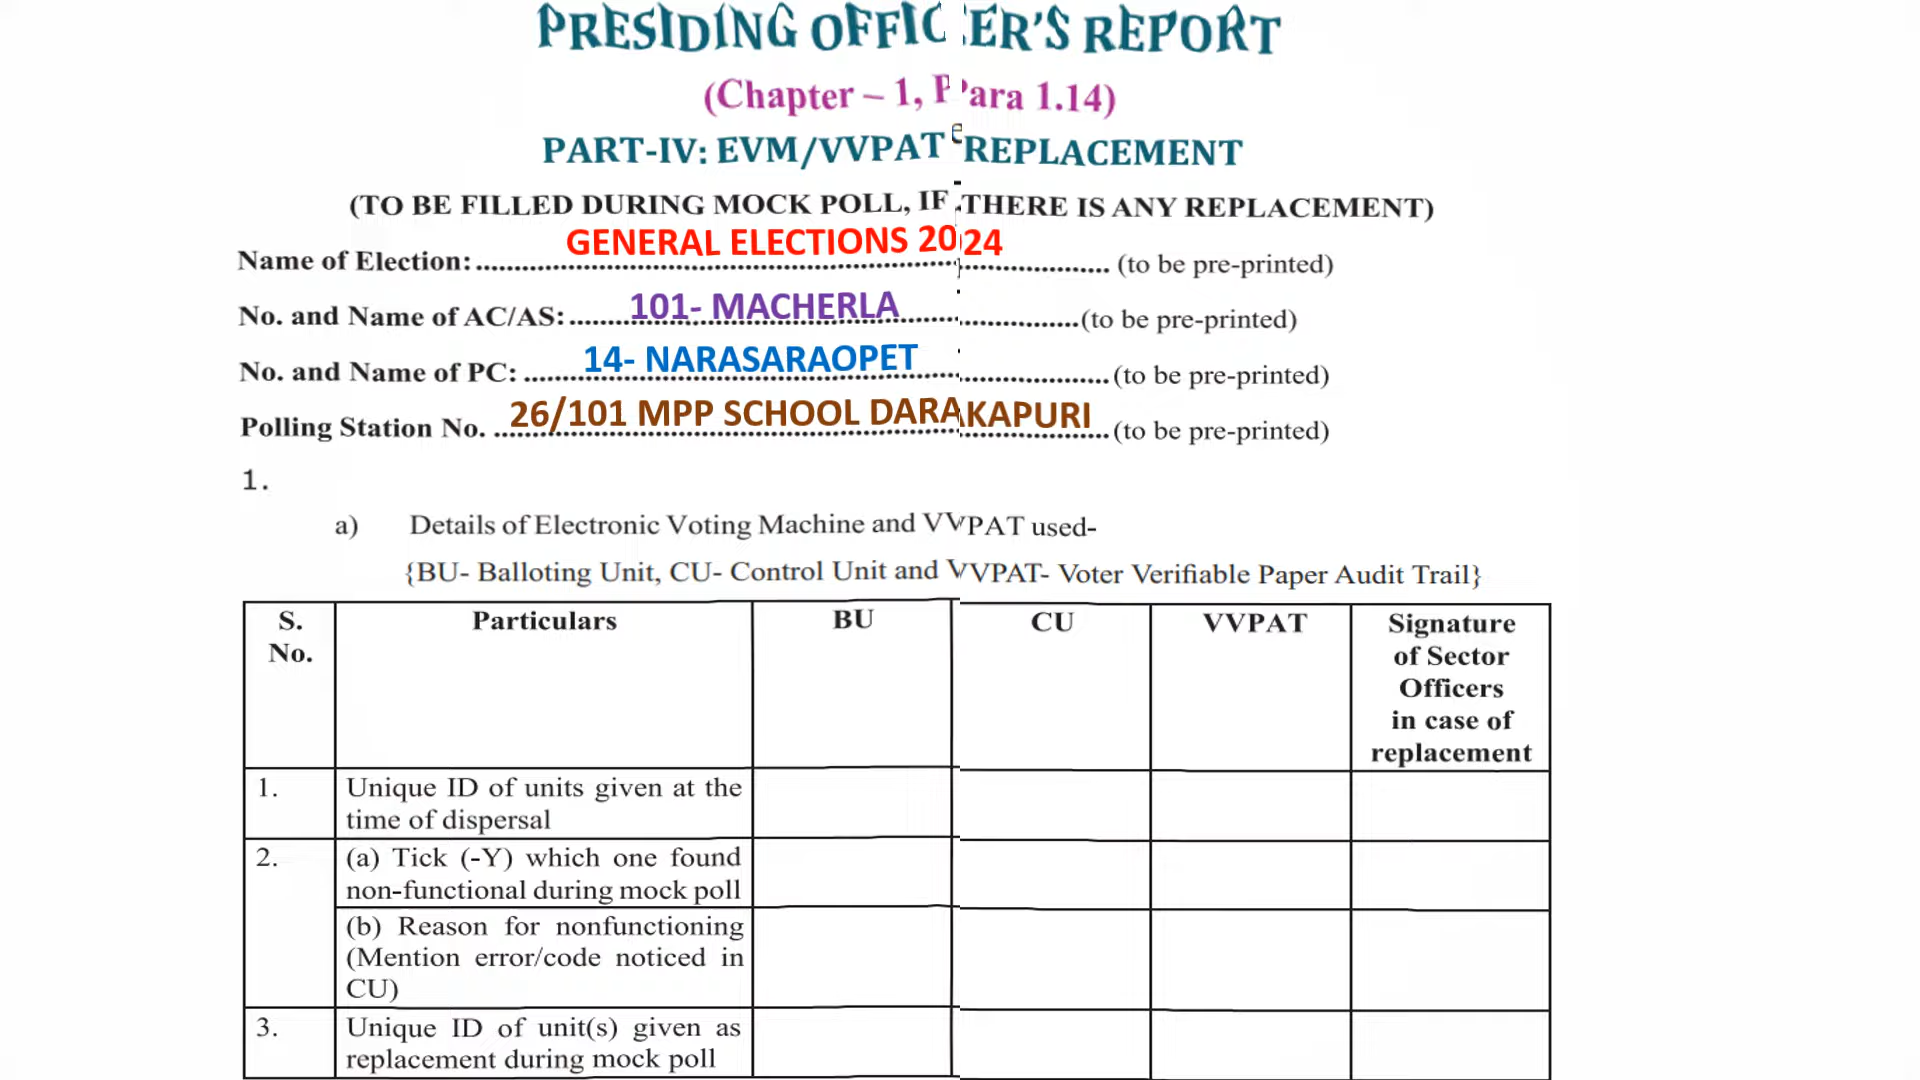 PRESIDING OFFICER'S REPORT
(Chapter – 1, Para 1.14)
PART-IV: EVM/VVPAT REPLACEMENT
(TO BE FILLED DURING MOCK POLL, IF THERE IS ANY REPLACEMENT)
Name of Election: GENERAL ELECTIONS 2024 (to be pre-printed)
No. and Name of AC/AS: 101- MACHERLA (to be pre-printed)
No. and Name of PC: 14- NARASARAOPET (to be pre-printed)
Polling Station No. 26/101 MPP SCHOOL DARAKAPURI (to be pre-printed)
1.
a) Details of Electronic Voting Machine and VVPAT used-
{BU- Balloting Unit, CU- Control Unit and VVPAT- Voter Verifiable Paper Audit Trail}
S. No. Particulars BU CU VVPAT Signature of Sector Officers in case of replacement
1. Unique ID of units given at the
time of dispersal
2. (a) Tick (-Y) which one found
non-functional during mock poll
(b) Reason for nonfunctioning
(Mention error/code noticed in
CU)
3. Unique ID of unit(s) given as
replacement during mock poll